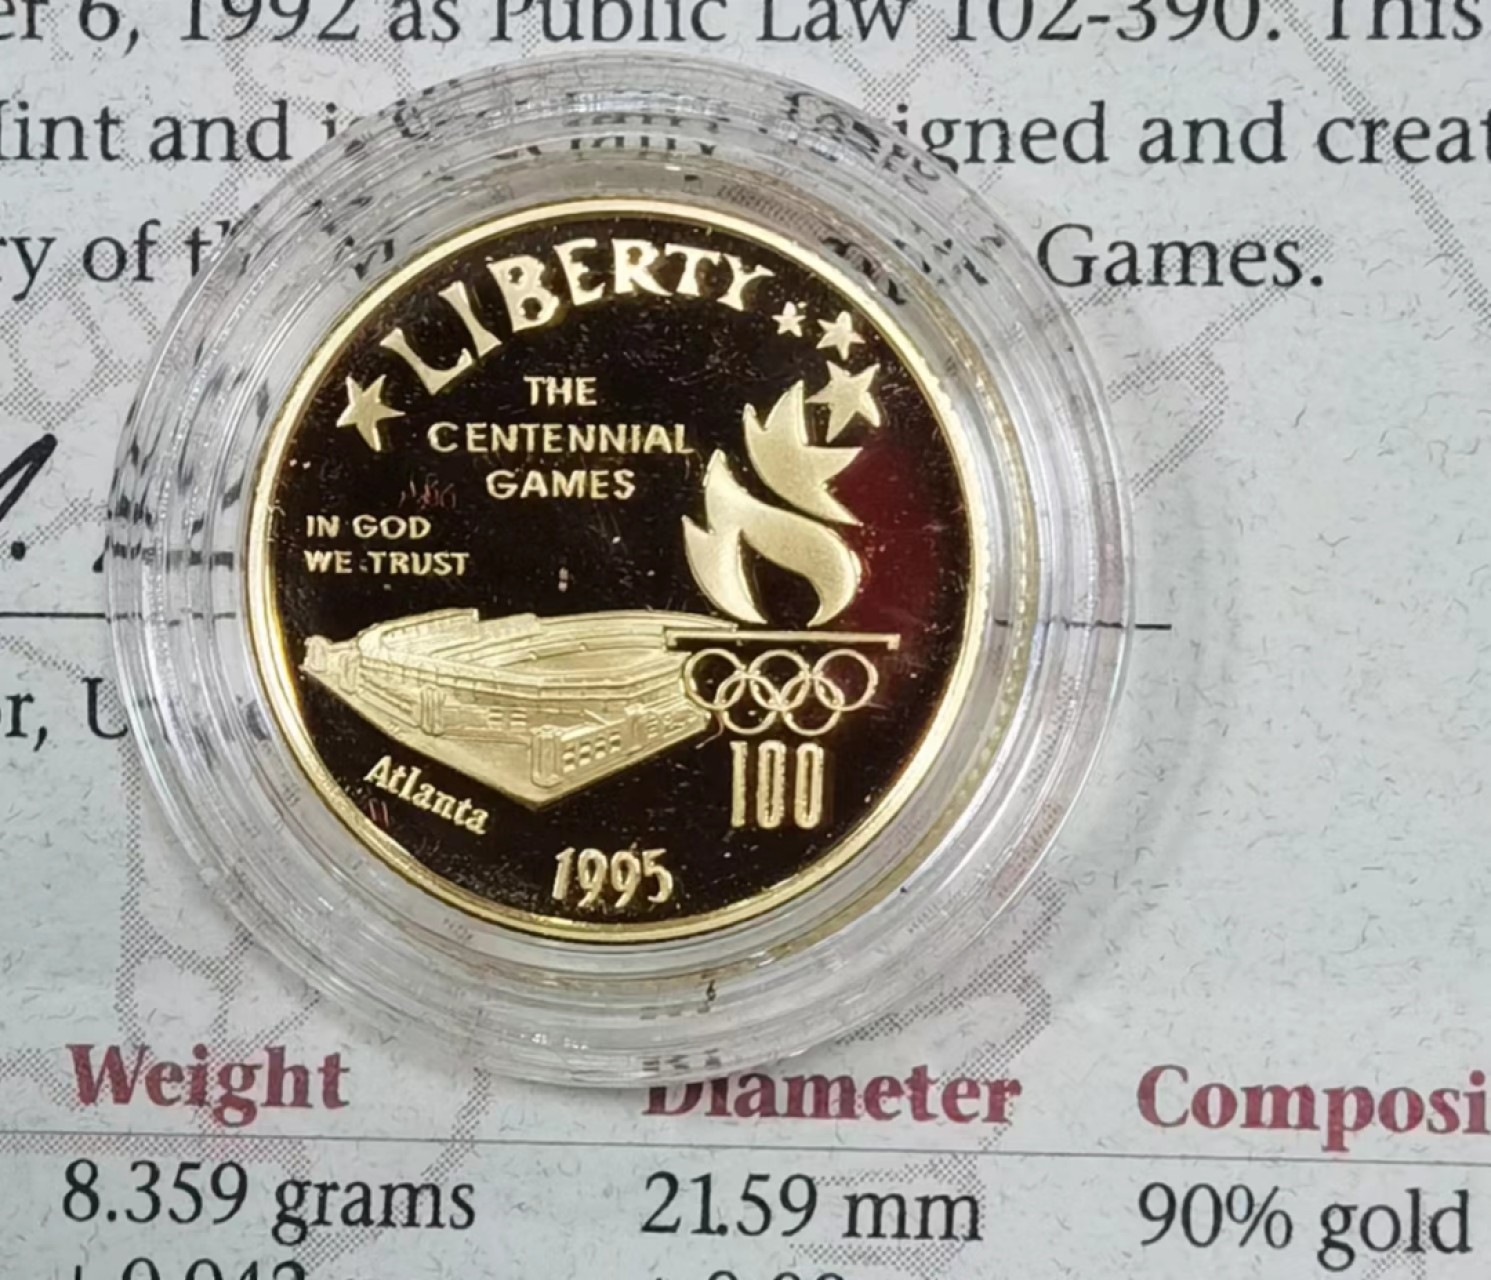 er 6, 1992 as Public Law 102-390. This
Mint and igned and creat
ry of Games.
LIBERTY
THE
CENTENNIAL
GAMES
IN GOD
WE TRUST
100
Atlanta
1995
or, U
Weight Diameter Composi
8.359 grams 21.59 mm 90% gold